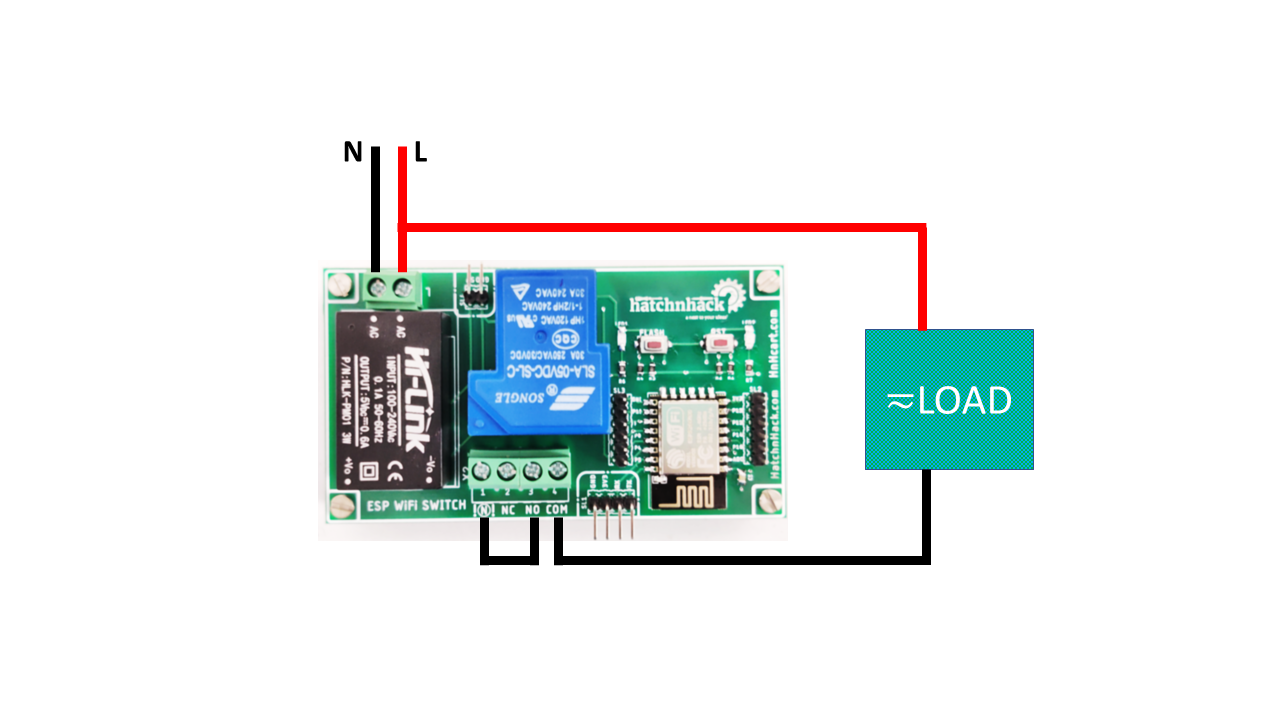 N L
L
hatchnhack
FLASH
RST
HnHcart.com
HatchnHack.com
30A 240VAC
1-1/2HP 240VAC
1HP 120VAC
CQC
30A 250VAC/30VDC
SLA-05VDC-SL-C
SONGLE
®
AC AC
Hi-Link
INPUT:100-240Vac
0.1A 50-60HZ
OUTPUT:5Vdc=0.6A
P/N:HLK-PM01 3W
+Vo -Vo
CE
WiFi
≂LOAD
1 2 3 4
ESP WiFi SWITCH
N NC NO COM